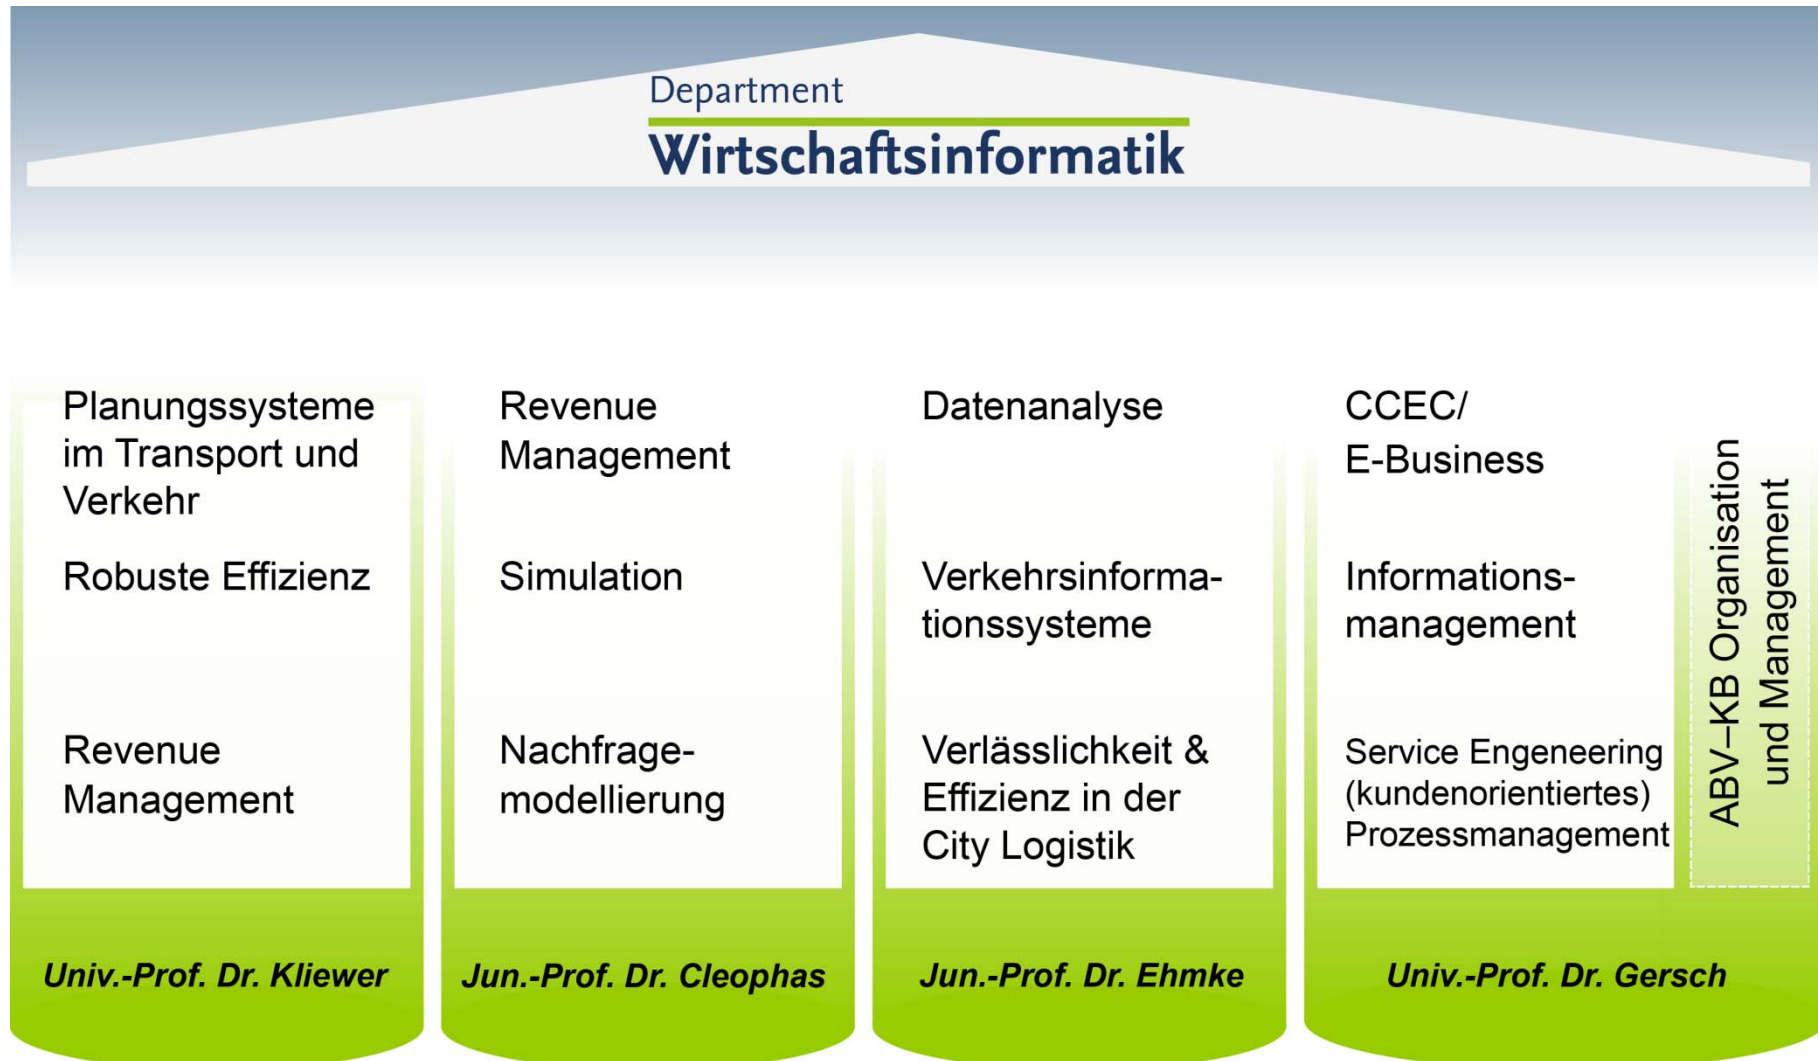 Department
Wirtschaftsinformatik
Planungssysteme
im Transport und
Verkehr
Robuste Effizienz
Revenue
Management
Univ.-Prof. Dr. Kliewer
Revenue
Management
Simulation
Nachfrage-
modellierung
Jun.-Prof. Dr. Cleophas
Datenanalyse
Verkehrsinforma-
tionssysteme
Verlässlichkeit &
Effizienz in der
City Logistik
Jun.-Prof. Dr. Ehmke
CCEC/
E-Business
Informations-
management
Service Engeneering
(kundenorientiertes)
Prozessmanagement
Univ.-Prof. Dr. Gersch
ABV–KB Organisation
und Management